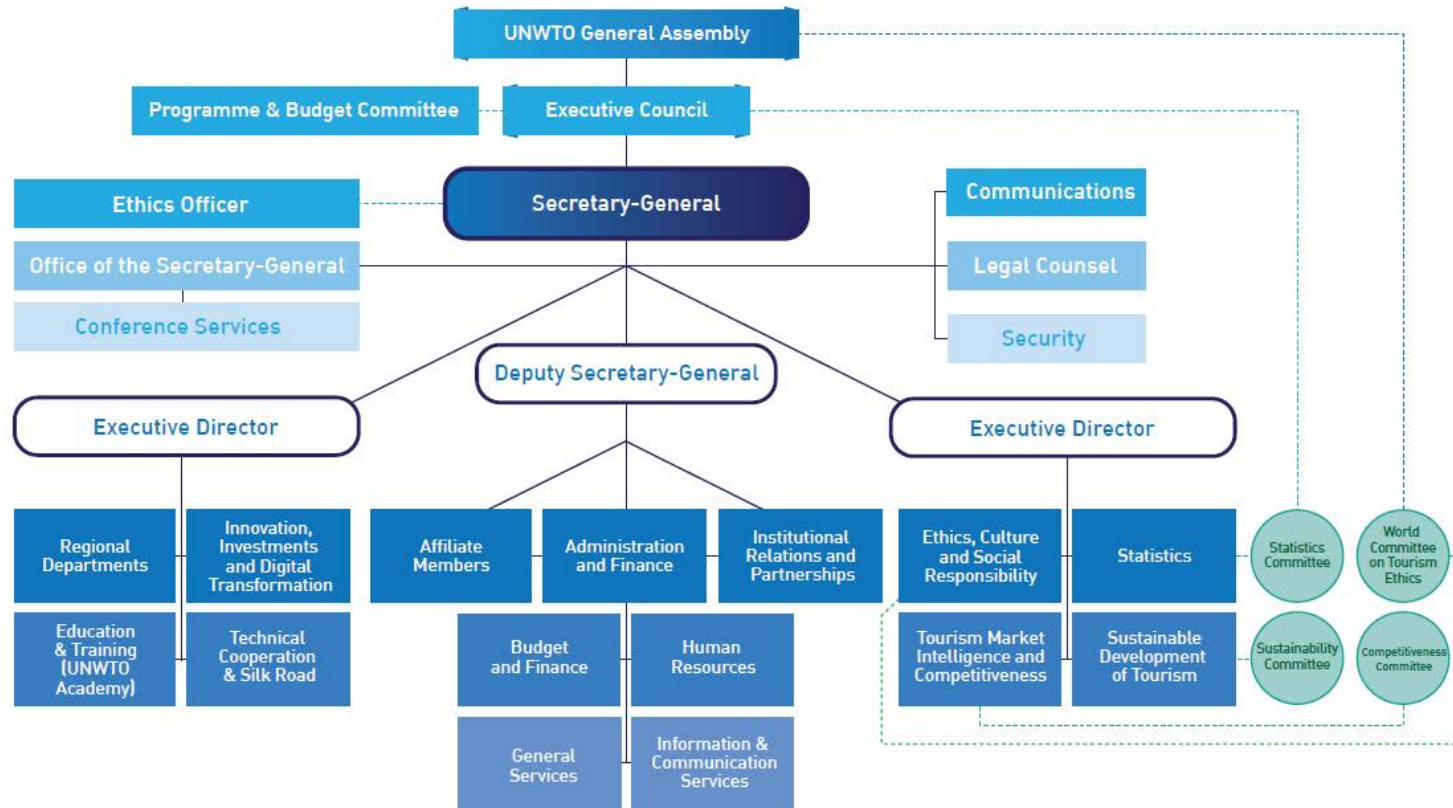 UNWTO General Assembly
Programme & Budget Committee
Executive Council
Ethics Officer
Secretary-General
Communications
Office of the Secretary-General
Legal Counsel
Conference Services
Security
Deputy Secretary-General
Executive Director
Executive Director
Regional
Departments
Innovation,
Investments
and Digital
Transformation
Affiliate
Members
Administration
and Finance
Institutional
Relations and
Partnerships
Ethics, Culture
and Social
Responsibility
Statistics
Statistics
Committee
World
Committee
on Tourism
Ethics
Education
& Training
(UNWTO
Academy)
Technical
Cooperation
& Silk Road
Budget
and Finance
Human
Resources
Tourism Market
Intelligence and
Competitiveness
Sustainable
Development
of Tourism
Sustainability
Committee
Competitiveness
Committee
General
Services
Information &
Communication
Services